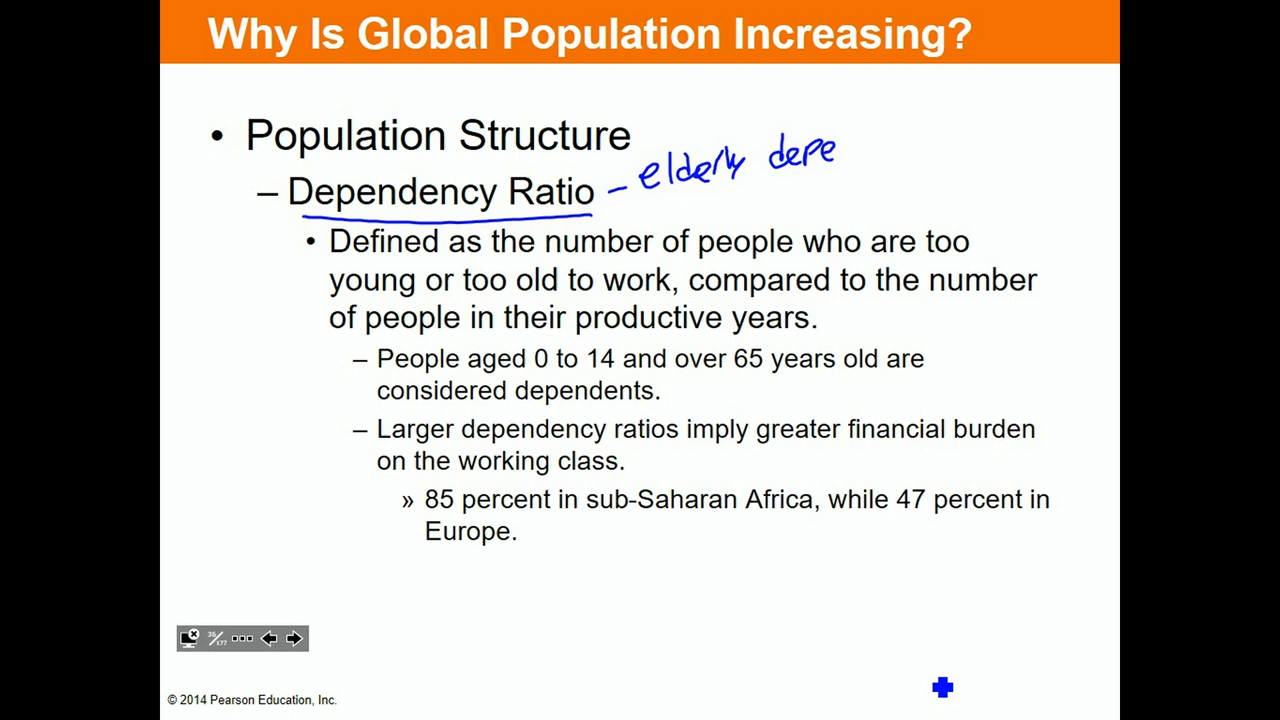 Why Is Global Population Increasing?
• Population Structure
– Dependency Ratio – elderly depe
• Defined as the number of people who are too
young or too old to work, compared to the number
of people in their productive years.
– People aged 0 to 14 and over 65 years old are
considered dependents.
– Larger dependency ratios imply greater financial burden
on the working class.
» 85 percent in sub-Saharan Africa, while 47 percent in
Europe.
36/177
© 2014 Pearson Education, Inc.